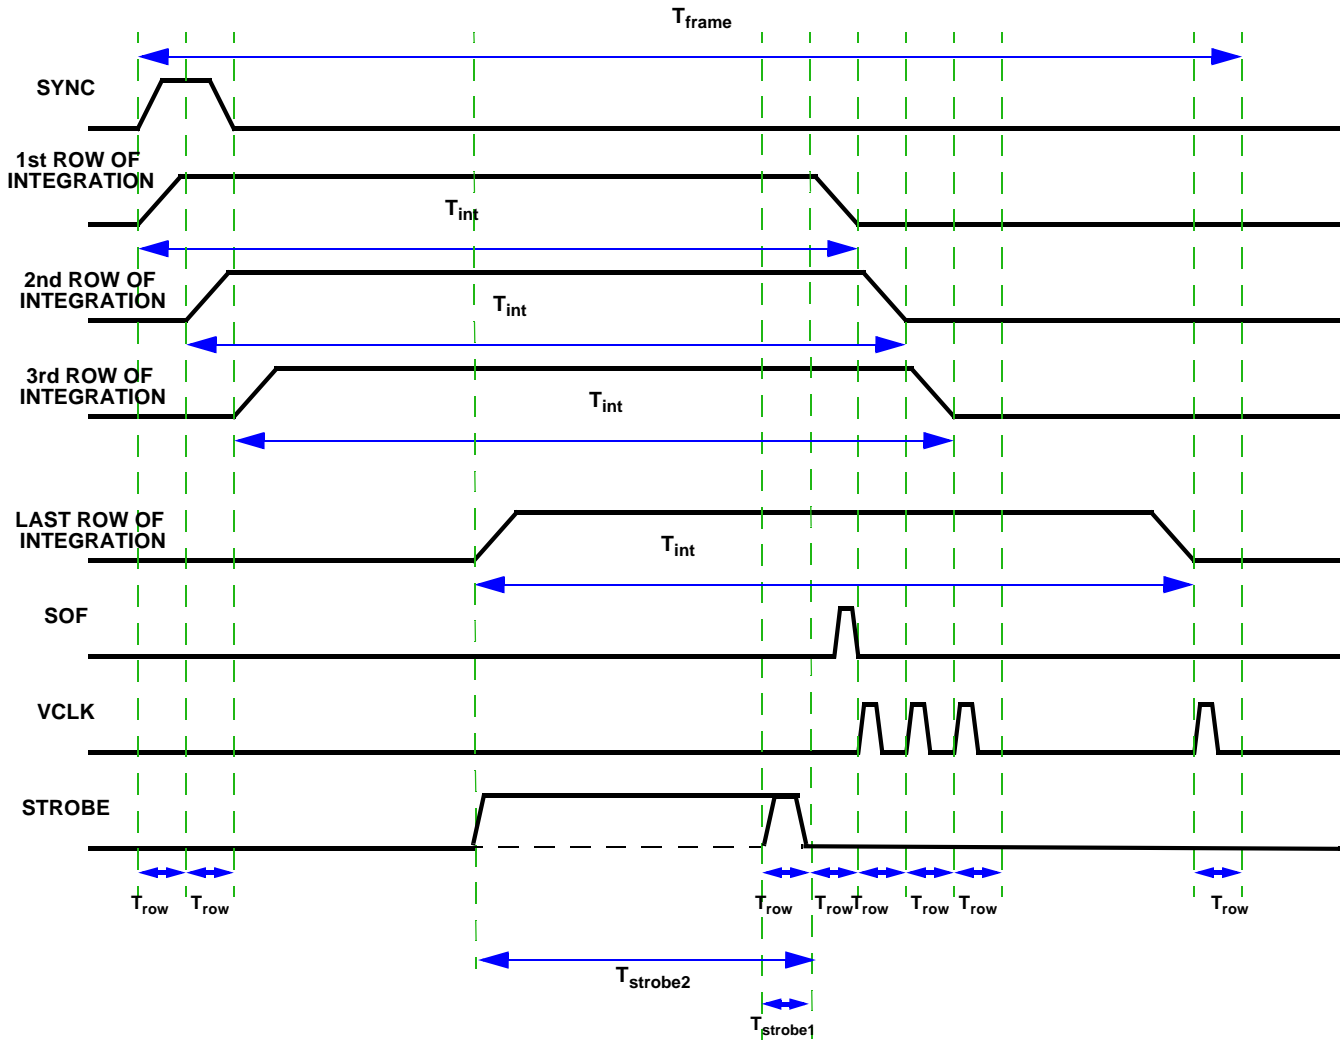 Tframe
SYNC
1st ROW OF
INTEGRATION
Tint
2nd ROW OF
INTEGRATION
Tint
3rd ROW OF
INTEGRATION
Tint
LAST ROW OF
INTEGRATION
Tint
SOF
VCLK
STROBE
Trow Trow Trow Trow Trow Trow Trow Trow
Tstrobe2
Tstrobe1